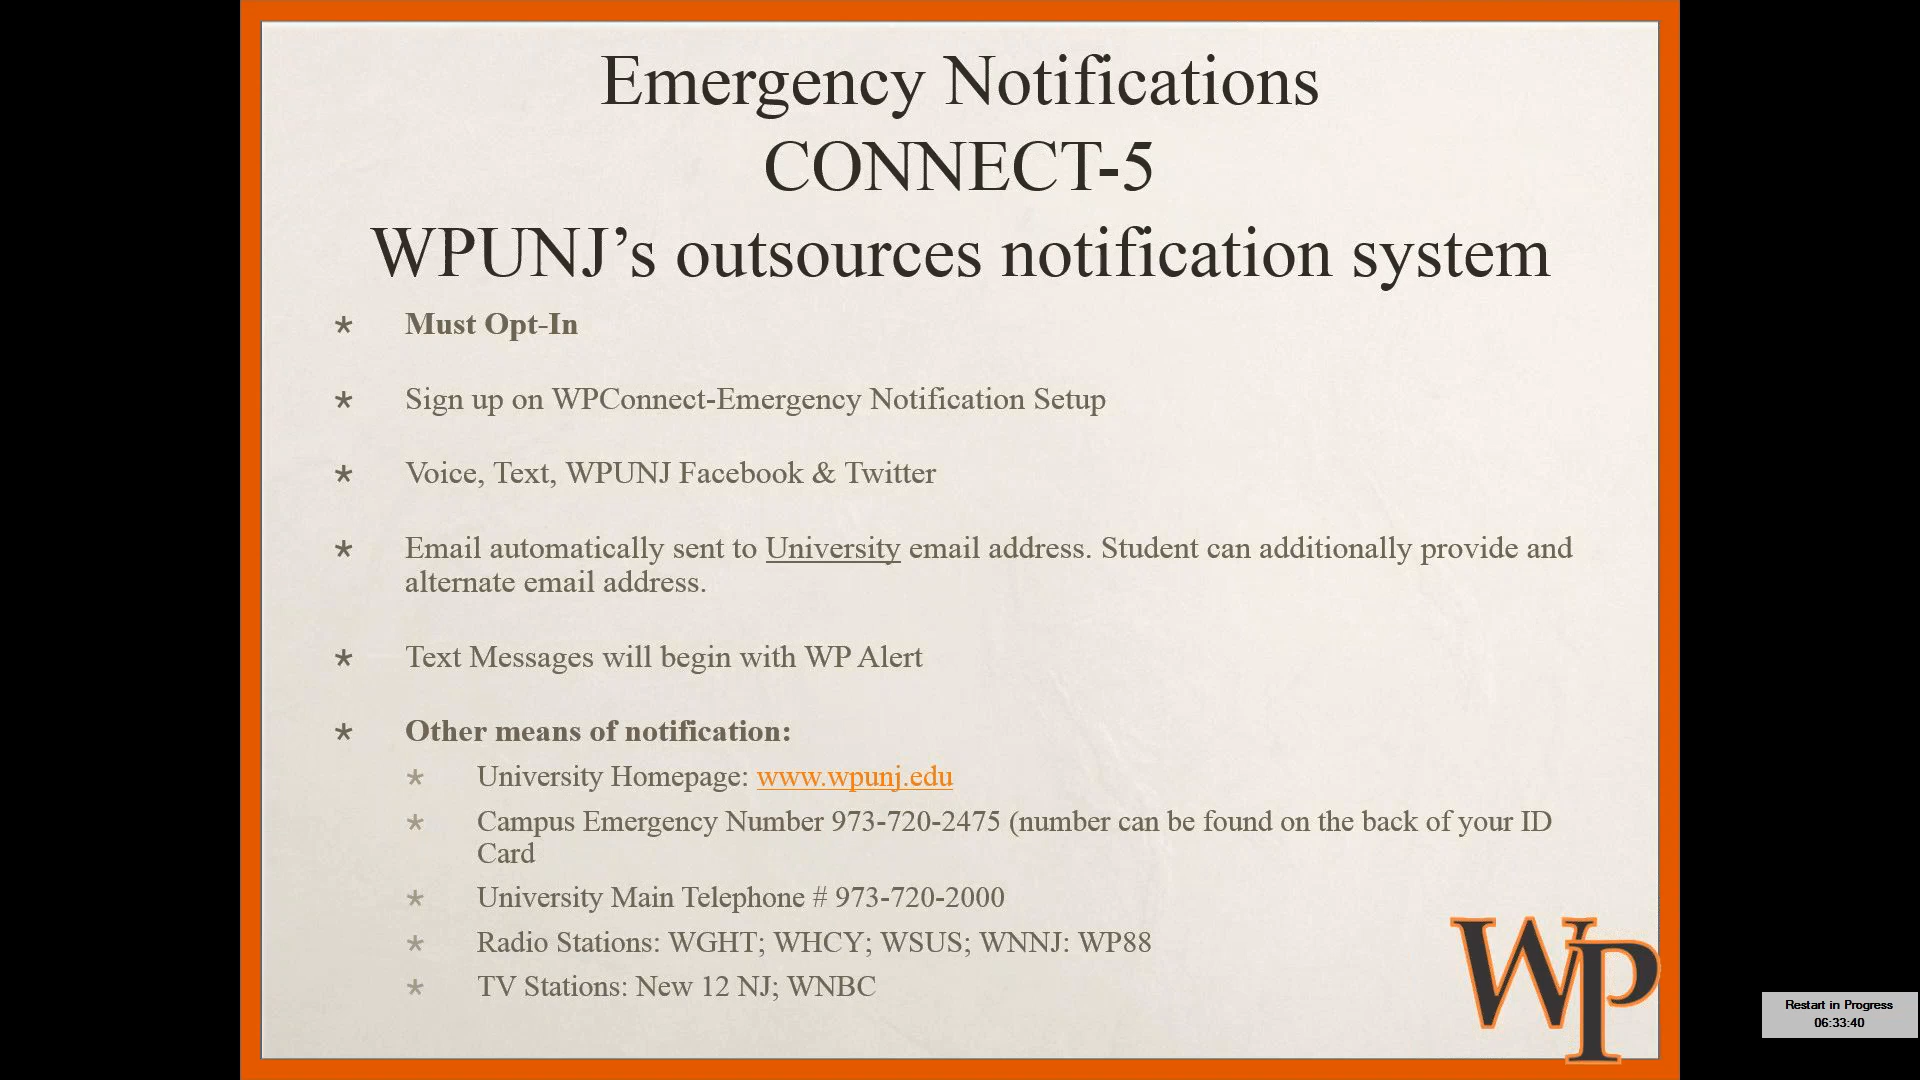 Emergency Notifications
CONNECT-5
WPUNJ’s outsources notification system
* Must Opt-In
* Sign up on WPConnect-Emergency Notification Setup
* Voice, Text, WPUNJ Facebook & Twitter
* Email automatically sent to University email address. Student can additionally provide and
alternate email address.
* Text Messages will begin with WP Alert
* Other means of notification:
* University Homepage: www.wpunj.edu
* Campus Emergency Number 973-720-2475 (number can be found on the back of your ID
Card
* University Main Telephone # 973-720-2000
* Radio Stations: WGHT; WHCY; WSUS; WNNJ: WP88
* TV Stations: New 12 NJ; WNBC
WP
Restart in Progress
06:33:40